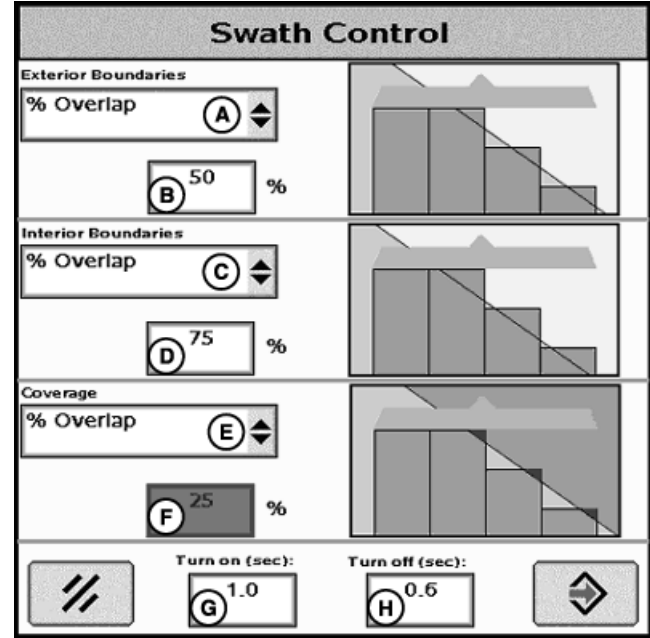 Swath Control
Exterior Boundaries
% Overlap A
B 50 %
Interior Boundaries
% Overlap C
D 75 %
Coverage
% Overlap E
F 25 %
Turn on (sec): Turn off (sec):
G 1.0 H 0.6